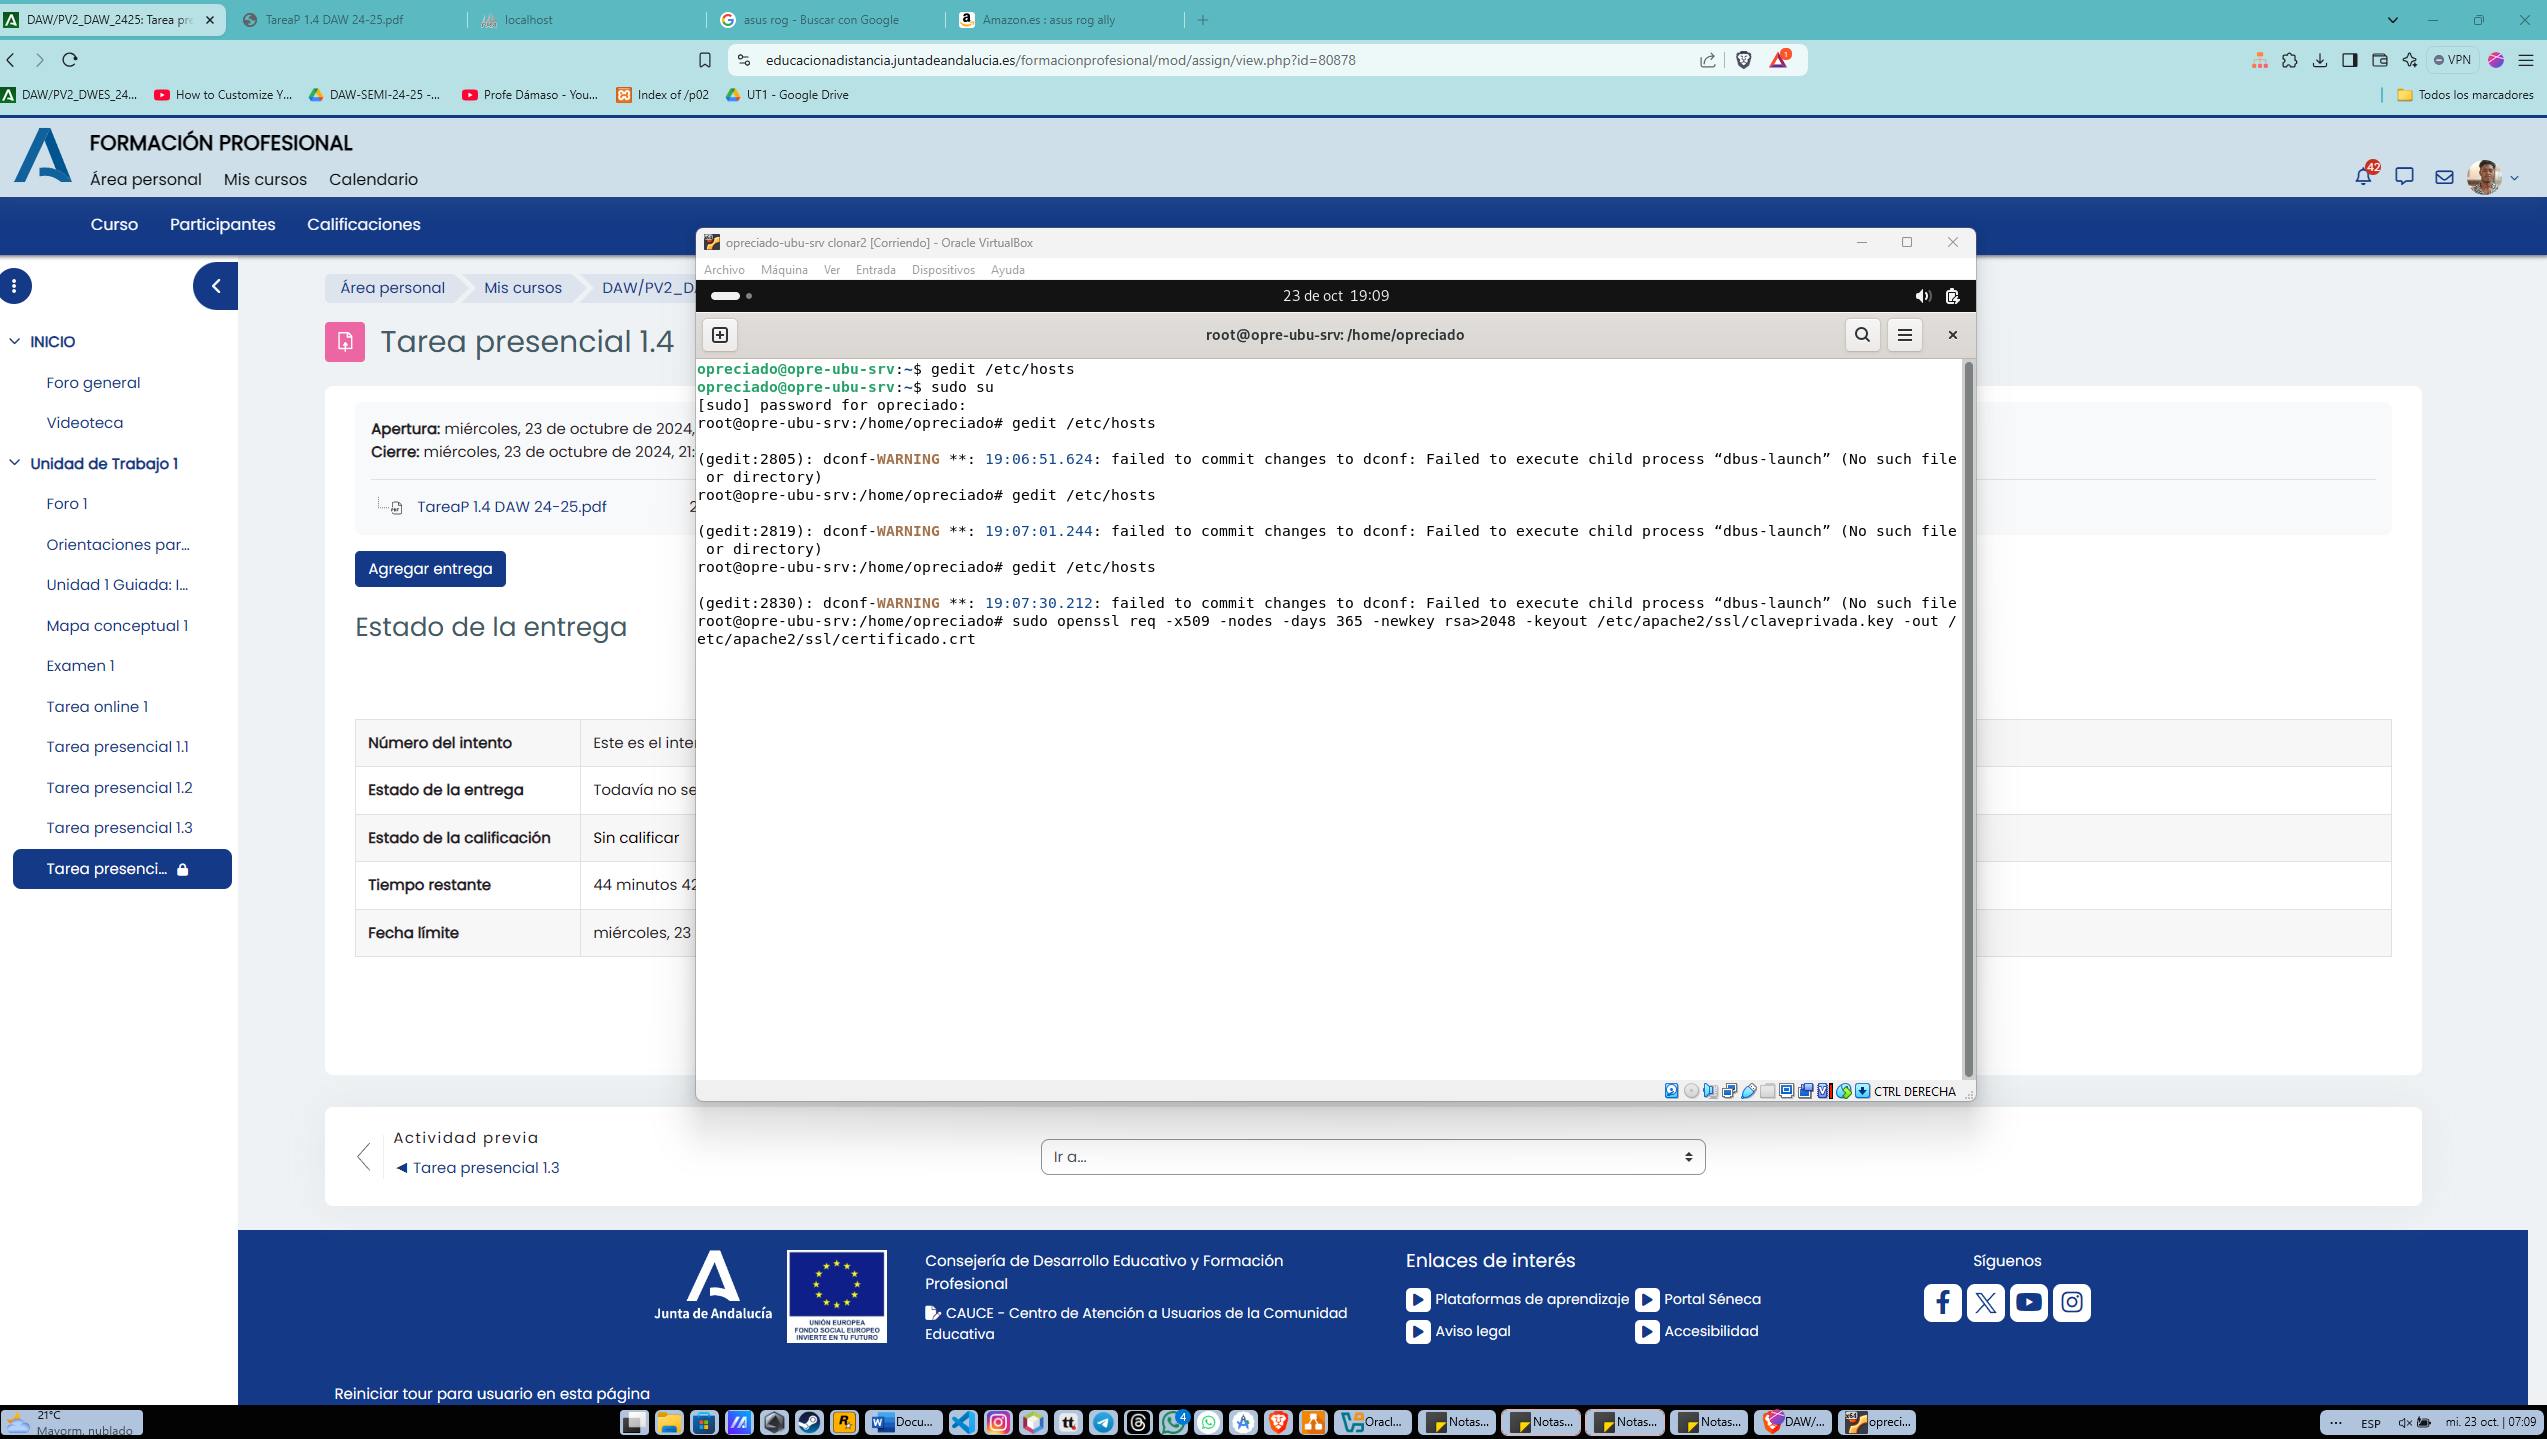 DAW/PV2_DAW_2425: Tarea pre
TareaP 1.4 DAW 24-25.pdf
localhost
asus rog - Buscar con Google
Amazon.es : asus rog ally
educacionadistancia.juntadeandalucia.es/formacionprofesional/mod/assign/view.php?id=80878
1
VPN
DAW/PV2_DWES_24...
How to Customize Y...
DAW-SEMI-24-25 -...
Profe Dámaso - You...
Index of /p02
UT1 - Google Drive
Todos los marcadores
FORMACIÓN PROFESIONAL
Área personal
Mis cursos
Calendario
42
Curso
Participantes
Calificaciones
INICIO
Foro general
Videoteca
Unidad de Trabajo 1
Foro 1
Orientaciones par...
Unidad 1 Guiada: I...
Mapa conceptual 1
Examen 1
Tarea online 1
Tarea presencial 1.1
Tarea presencial 1.2
Tarea presencial 1.3
Tarea presenci...
Área personal
Mis cursos
DAW/PV2_DA
Tarea presencial 1.4
Apertura: miércoles, 23 de octubre de 2024,
Cierre: miércoles, 23 de octubre de 2024, 21:
TareaP 1.4 DAW 24-25.pdf
2
Agregar entrega
Estado de la entrega
Número del intento
Este es el inte
Estado de la entrega
Todavía no se
Estado de la calificación
Sin calificar
Tiempo restante
44 minutos 42
Fecha límite
miércoles, 23
opreciado-ubu-srv clonar2 [Corriendo] - Oracle VirtualBox
Archivo
Máquina
Ver
Entrada
Dispositivos
Ayuda
23 de oct 19:09
root@opre-ubu-srv: /home/opreciado
opreciado@opre-ubu-srv:~$ gedit /etc/hosts
opreciado@opre-ubu-srv:~$ sudo su
[sudo] password for opreciado:
root@opre-ubu-srv:/home/opreciado# gedit /etc/hosts
(gedit:2805): dconf-WARNING **: 19:06:51.624: failed to commit changes to dconf: Failed to execute child process “dbus-launch” (No such file
or directory)
root@opre-ubu-srv:/home/opreciado# gedit /etc/hosts
(gedit:2819): dconf-WARNING **: 19:07:01.244: failed to commit changes to dconf: Failed to execute child process “dbus-launch” (No such file
or directory)
root@opre-ubu-srv:/home/opreciado# gedit /etc/hosts
(gedit:2830): dconf-WARNING **: 19:07:30.212: failed to commit changes to dconf: Failed to execute child process “dbus-launch” (No such file
root@opre-ubu-srv:/home/opreciado# sudo openssl req -x509 -nodes -days 365 -newkey rsa>2048 -keyout /etc/apache2/ssl/claveprivada.key -out /
etc/apache2/ssl/certificado.crt
CTRL DERECHA
Actividad previa
◄ Tarea presencial 1.3
Ir a...
Junta de Andalucía
UNIÓN EUROPEA
FONDO SOCIAL EUROPEO
INVIERTE EN TU FUTURO
Consejería de Desarrollo Educativo y Formación
Profesional
CAUCE - Centro de Atención a Usuarios de la Comunidad
Educativa
Enlaces de interés
Plataformas de aprendizaje
Portal Séneca
Aviso legal
Accesibilidad
Síguenos
Reiniciar tour para usuario en esta página
21°C
Mayorm. nublado
Docu...
4
Oracl...
Notas...
Notas...
Notas...
Notas...
DAW/...
opreci...
ESP
mi. 23 oct. | 07:09